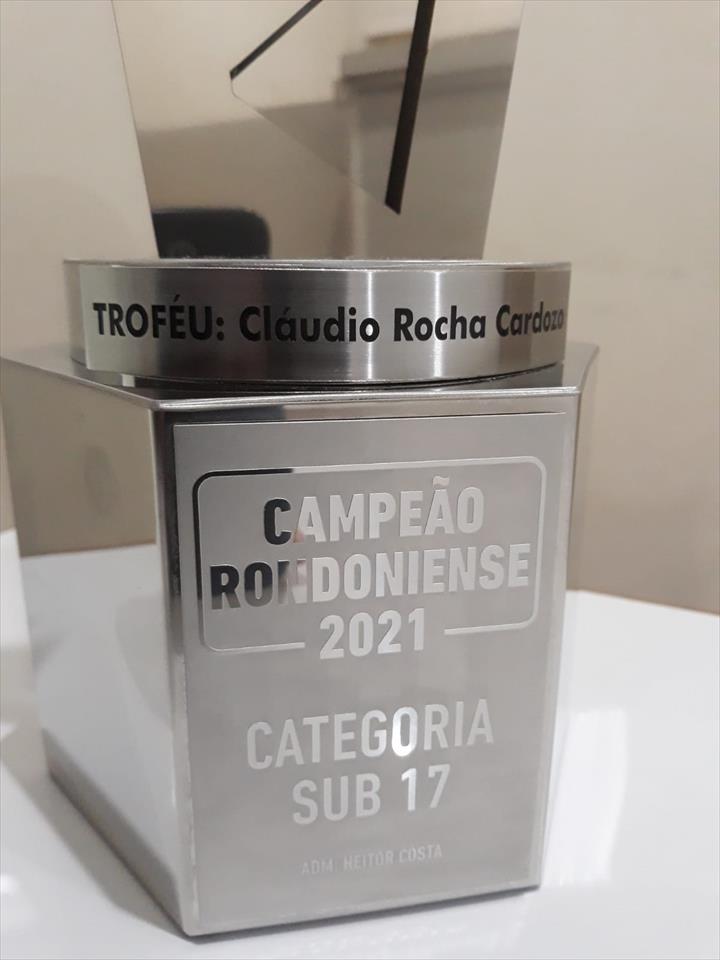 TROFÉU: Cláudio Rocha Cardozo
CAMPEÃO
RONDONIENSE
2021
CATEGORIA
SUB 17
ADM. HEITOR COSTA